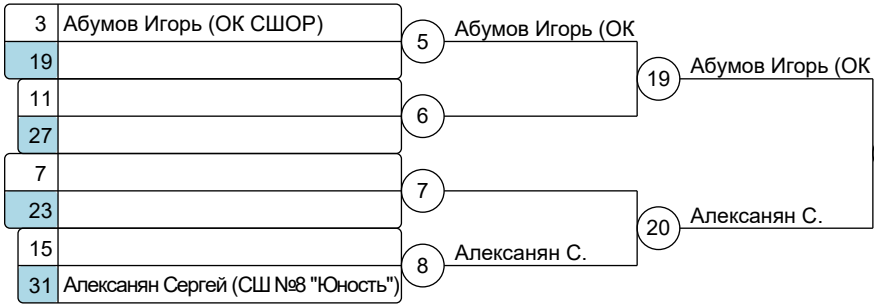 3 Абумов Игорь (ОК СШОР)
5 Абумов Игорь (ОК
19
19 Абумов Игорь (ОК
11
6
27
7
7
23
20 Алексанян С.
15
8 Алексанян С.
31 Алексанян Сергей (СШ №8 "Юность")